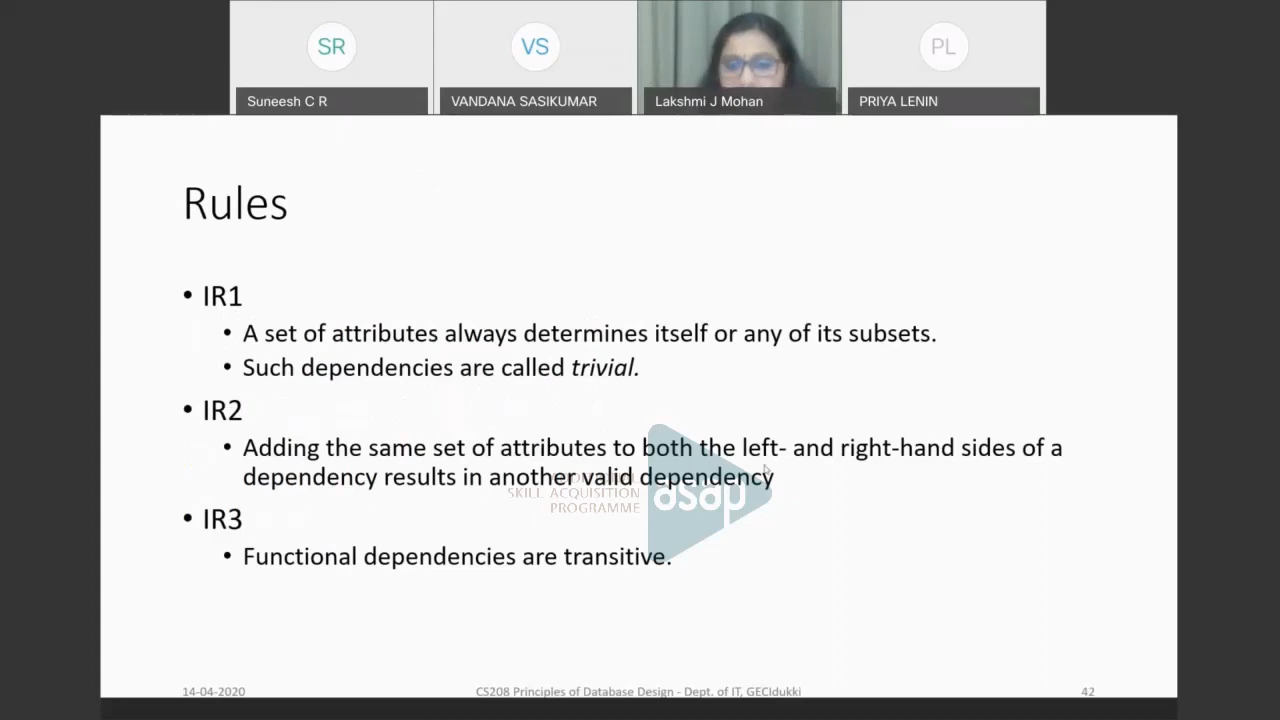 SR
VS
PL
Suneesh C R
VANDANA SASIKUMAR
Lakshmi J Mohan
PRIYA LENIN
Rules
• IR1
• A set of attributes always determines itself or any of its subsets.
• Such dependencies are called trivial.
• IR2
• Adding the same set of attributes to both the left- and right-hand sides of a
dependency results in another valid dependency
• IR3
• Functional dependencies are transitive.
SKILL ACQUISITION
PROGRAMME
asap
14-04-2020
CS208 Principles of Database Design - Dept. of IT, GECIdukki
42